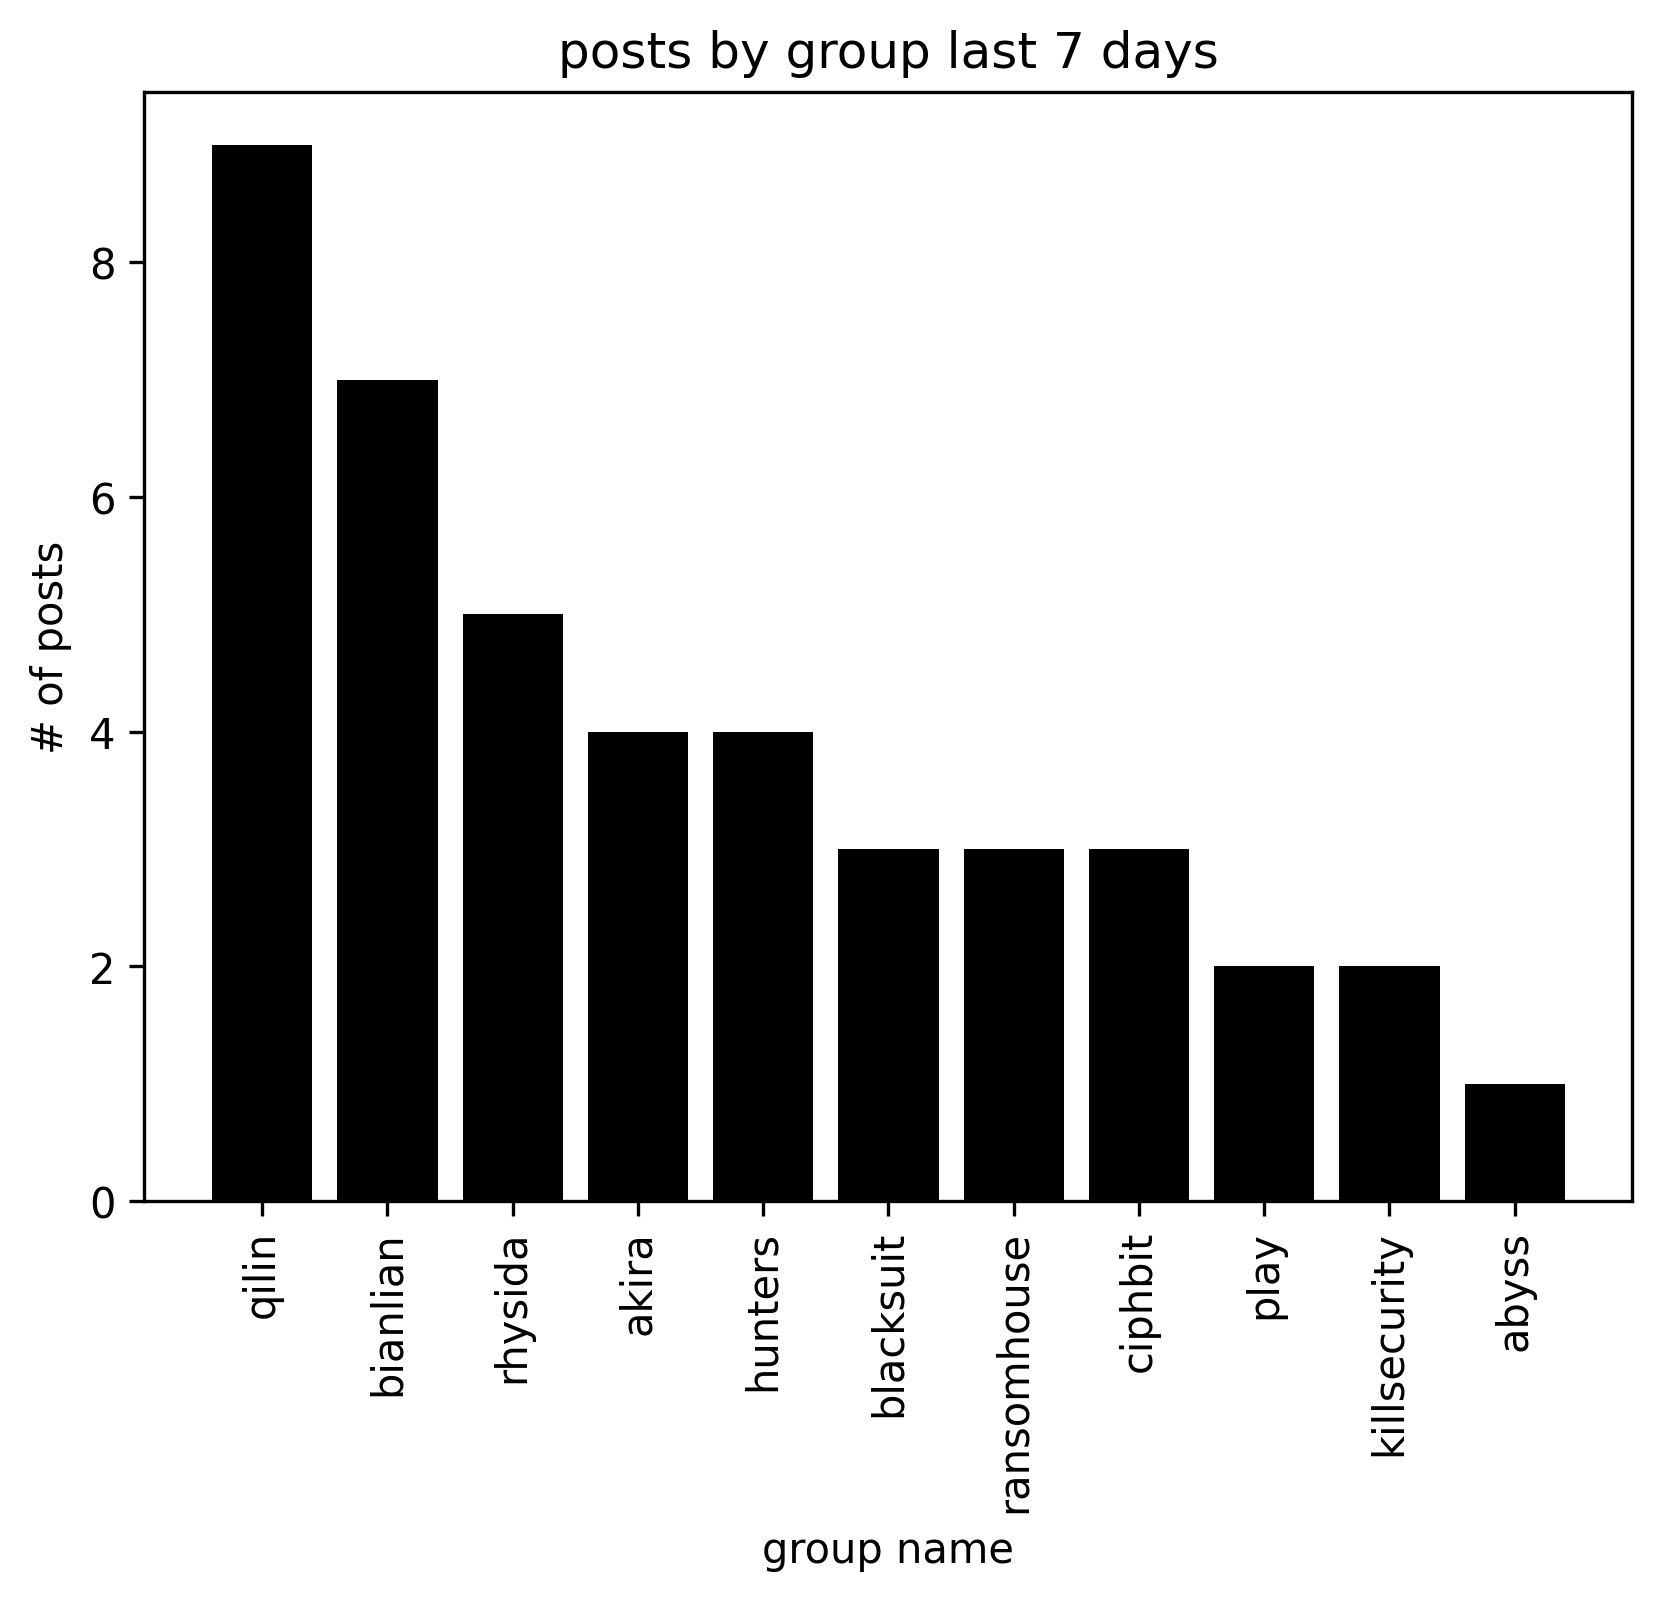 posts by group last 7 days
# of posts
8
6
4
2
0
qilin
bianlian
rhysida
akira
hunters
blacksuit
ransomhouse
ciphbit
play
killsecurity
abyss
group name